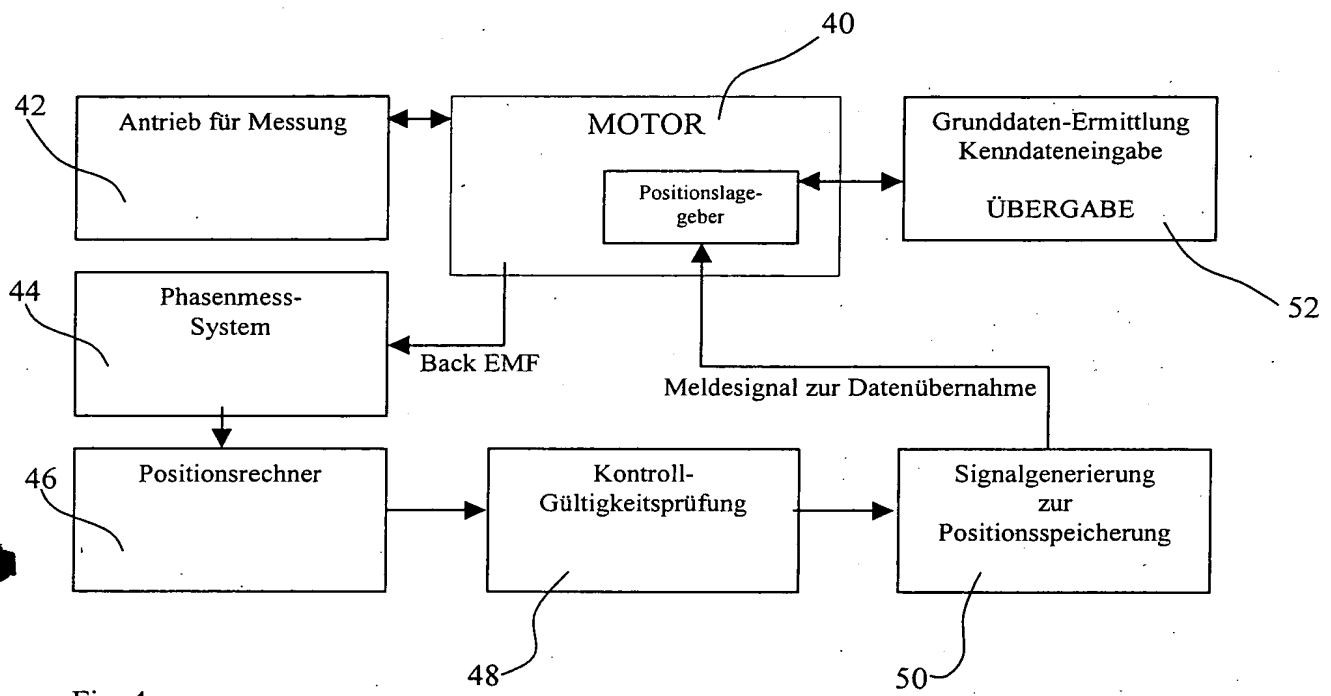 40
42
Antrieb für Messung
MOTOR
Grunddaten-Ermittlung
Kenndateneingabe
ÜBERGABE
Positionslage-
geber
52
44
Phasenmess-
System
Back EMF
Meldesignal zur Datenübernahme
46
Positionsrechner
Kontroll-
Gültigkeitsprüfung
Signalgenerierung
zur
Positionsspeicherung
48
50